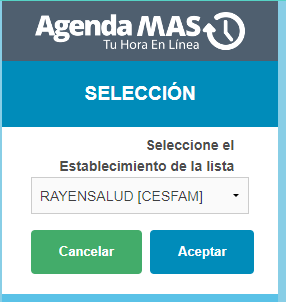 Agenda MAS
Tu Hora En Línea
SELECCIÓN
Seleccione el
Establecimiento de la lista
RAYENSALUD [CESFAM]
Cancelar
Aceptar